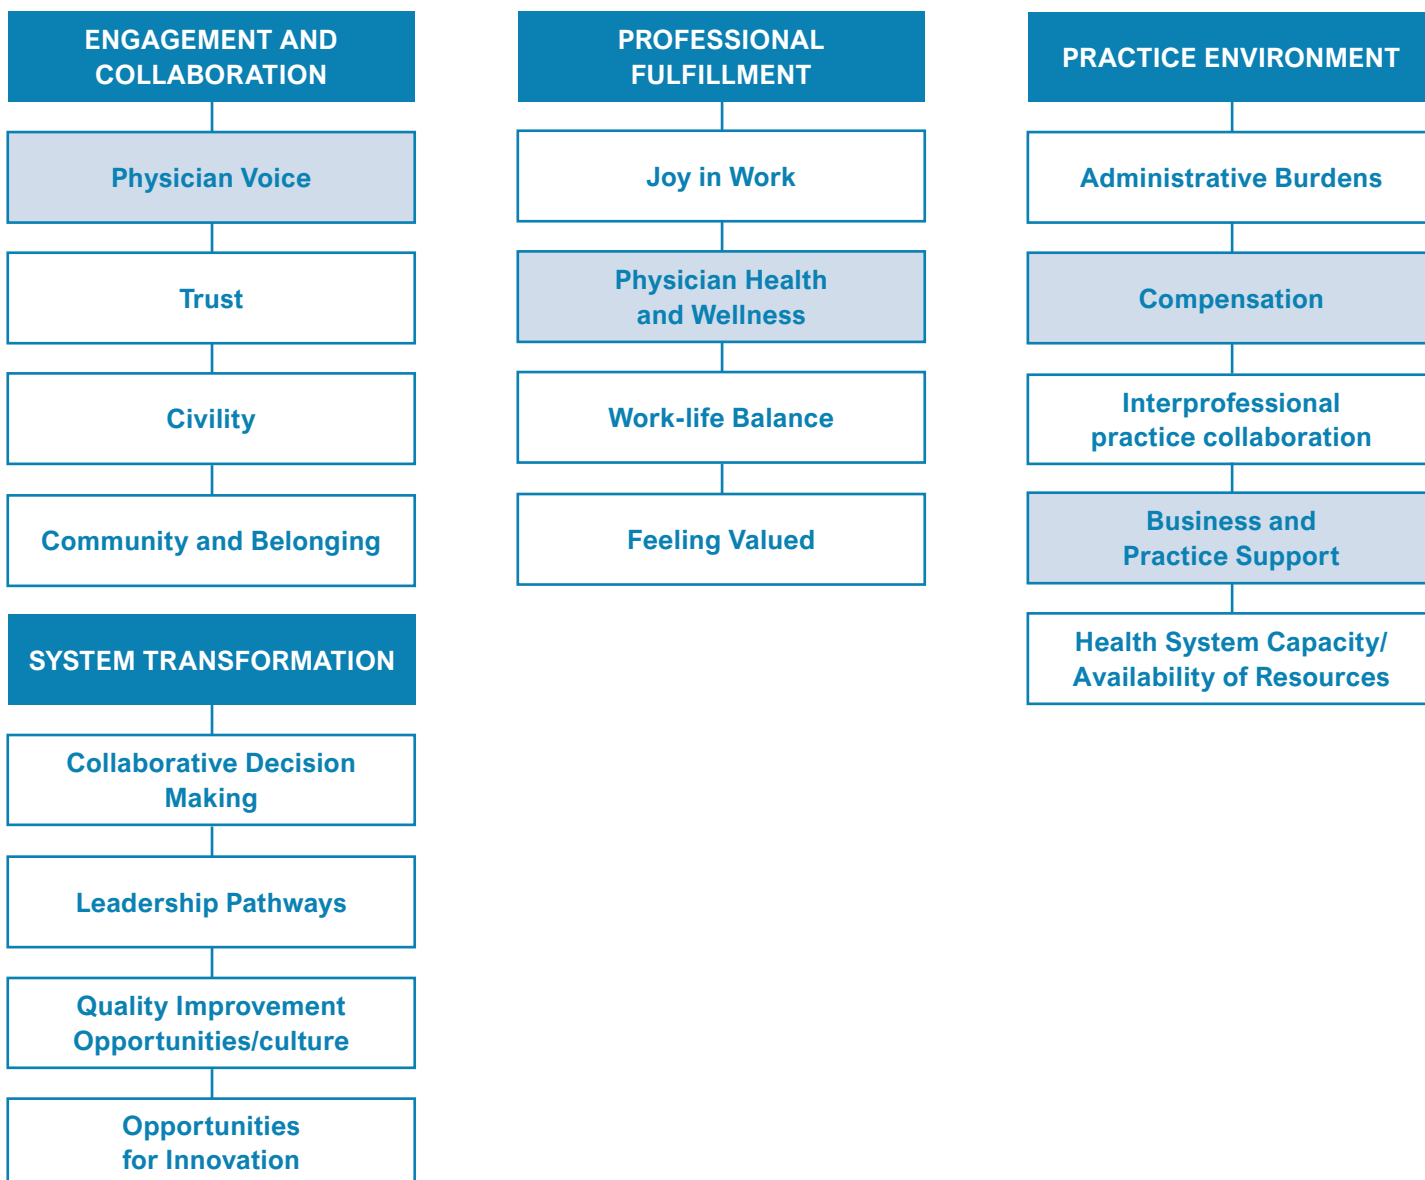 ENGAGEMENT AND
COLLABORATION
Physician Voice
Trust
Civility
Community and Belonging
SYSTEM TRANSFORMATION
Collaborative Decision
Making
Leadership Pathways
Quality Improvement
Opportunities/culture
Opportunities
for Innovation
PROFESSIONAL
FULFILLMENT
Joy in Work
Physician Health
and Wellness
Work-life Balance
Feeling Valued
PRACTICE ENVIRONMENT
Administrative Burdens
Compensation
Interprofessional
practice collaboration
Business and
Practice Support
Health System Capacity/
Availability of Resources